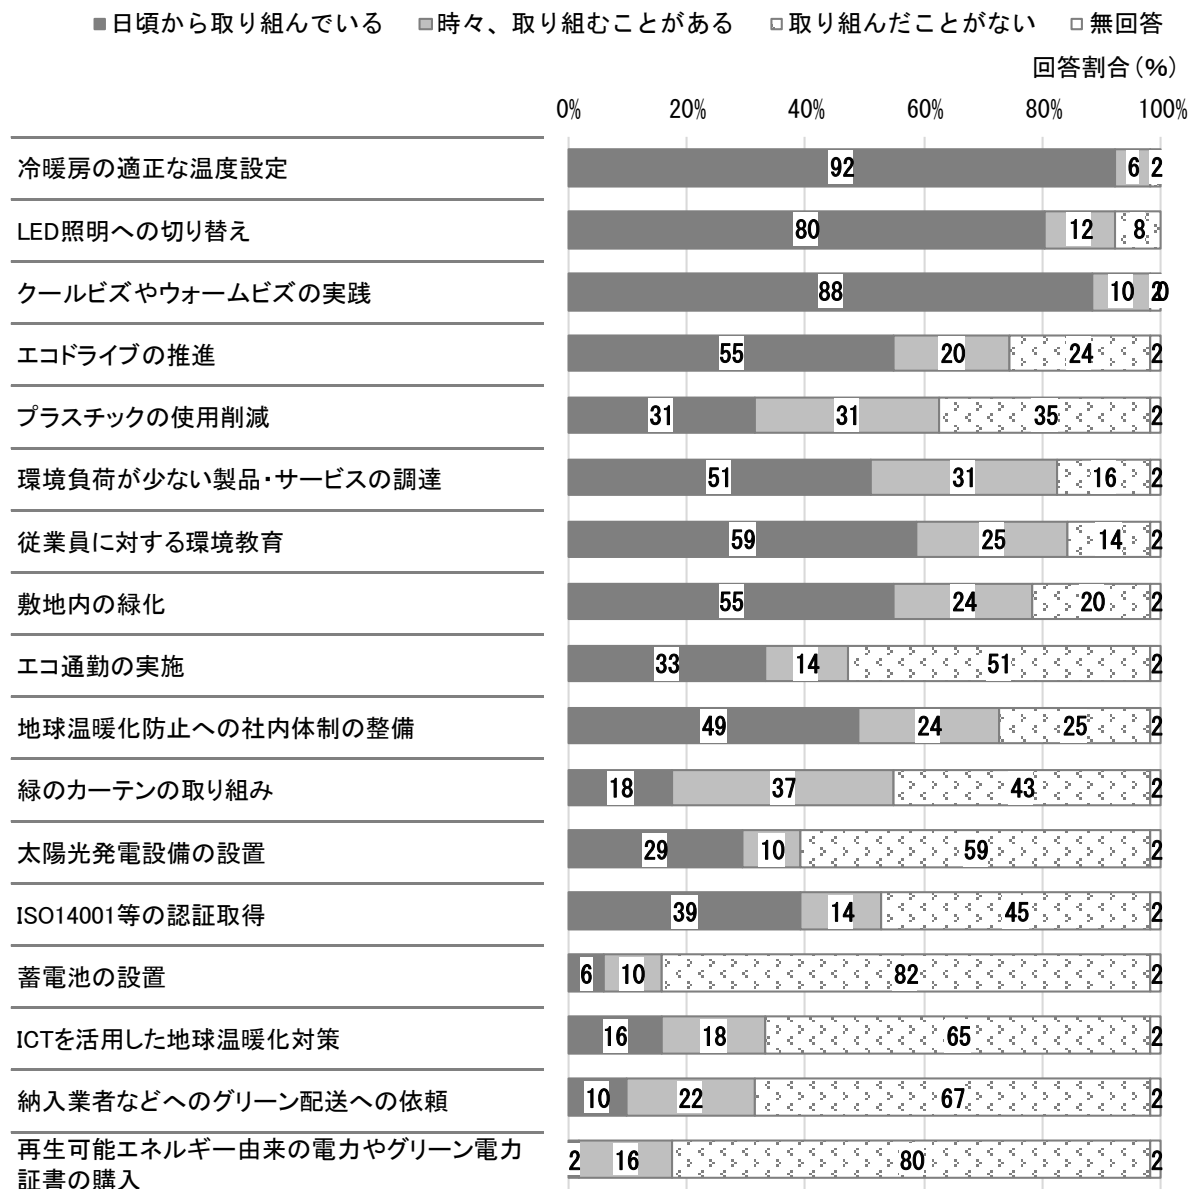 日頃から取り組んでいる 時々、取り組むことがある 取り組んだことがない 無回答
回答割合（％）
0% 20% 40% 60% 80% 100%
冷暖房の適正な温度設定 92 6 2
LED照明への切り替え 80 12 8
クールビズやウォームビズの実践 88 10 2 0
エコドライブの推進 55 20 24 2
プラスチックの使用削減 31 31 35 2
環境負荷が少ない製品・サービスの調達 51 31 16 2
従業員に対する環境教育 59 25 14 2
敷地内の緑化 55 24 20 2
エコ通勤の実施 33 14 51 2
地球温暖化防止への社内体制の整備 49 24 25 2
緑のカーテンの取り組み 18 37 43 2
太陽光発電設備の設置 29 10 59 2
ISO14001等の認証取得 39 14 45 2
蓄電池の設置 6 10 82 2
ICTを活用した地球温暖化対策 16 18 65 2
納入業者などへのグリーン配送への依頼 10 22 67 2
再生可能エネルギー由来の電力やグリーン電力
証書の購入 2 16 80 2